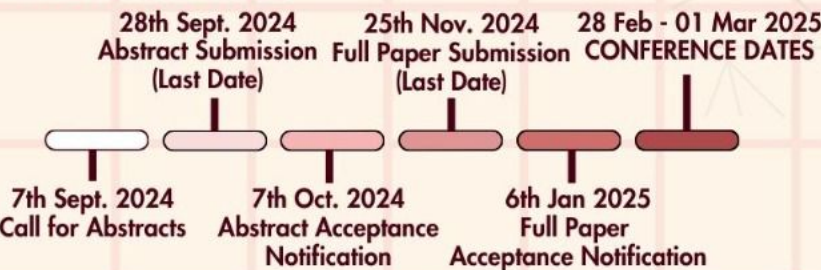 28th Sept. 2024
Abstract Submission
(Last Date)
25th Nov. 2024
Full Paper Submission
(Last Date)
28 Feb - 01 Mar 2025
CONFERENCE DATES
7th Sept. 2024
Call for Abstracts
7th Oct. 2024
Abstract Acceptance
Notification
6th Jan 2025
Full Paper
Acceptance Notification